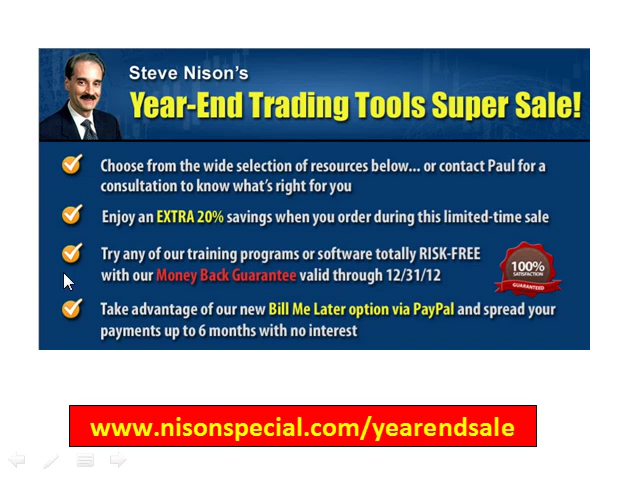 Steve Nison's
Year-End Trading Tools Super Sale!
Choose from the wide selection of resources below... or contact Paul for a
consultation to know what's right for you
Enjoy an EXTRA 20% savings when you order during this limited-time sale
Try any of our training programs or software totally RISK-FREE
with our Money Back Guarantee valid through 12/31/12
100%
SATISFACTION
GUARANTEED
Take advantage of our new Bill Me Later option via PayPal and spread your
payments up to 6 months with no interest
www.nisonspecial.com/yearendsale